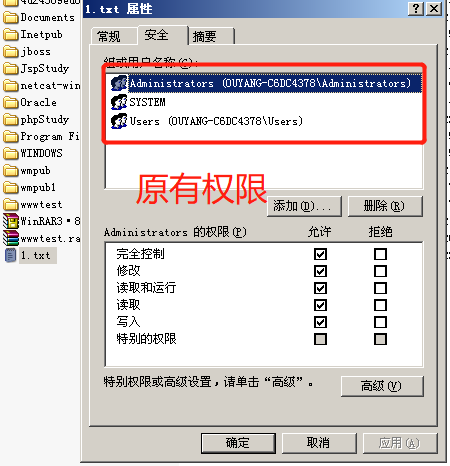 Documents
Inetpub
jboss
JspStudy
netcat-win
Oracle
phpStudy
Program Fi
WINDOWS
wmpub
wmpub1
wwwtest
WinRAR3·8
wwwtest.ra
1.txt
1.txt 属性
常规
安全
摘要
组或用户名称(G):
Administrators (OUYANG-C6DC4378\Administrators)
SYSTEM
Users (OUYANG-C6DC4378\Users)
原有权限
添加(D)...
删除(R)
Administrators 的权限(P)
允许
拒绝
完全控制
修改
读取和运行
读取
写入
特别的权限
特别权限或高级设置，请单击“高级”。
高级(V)
确定
取消
应用(A)